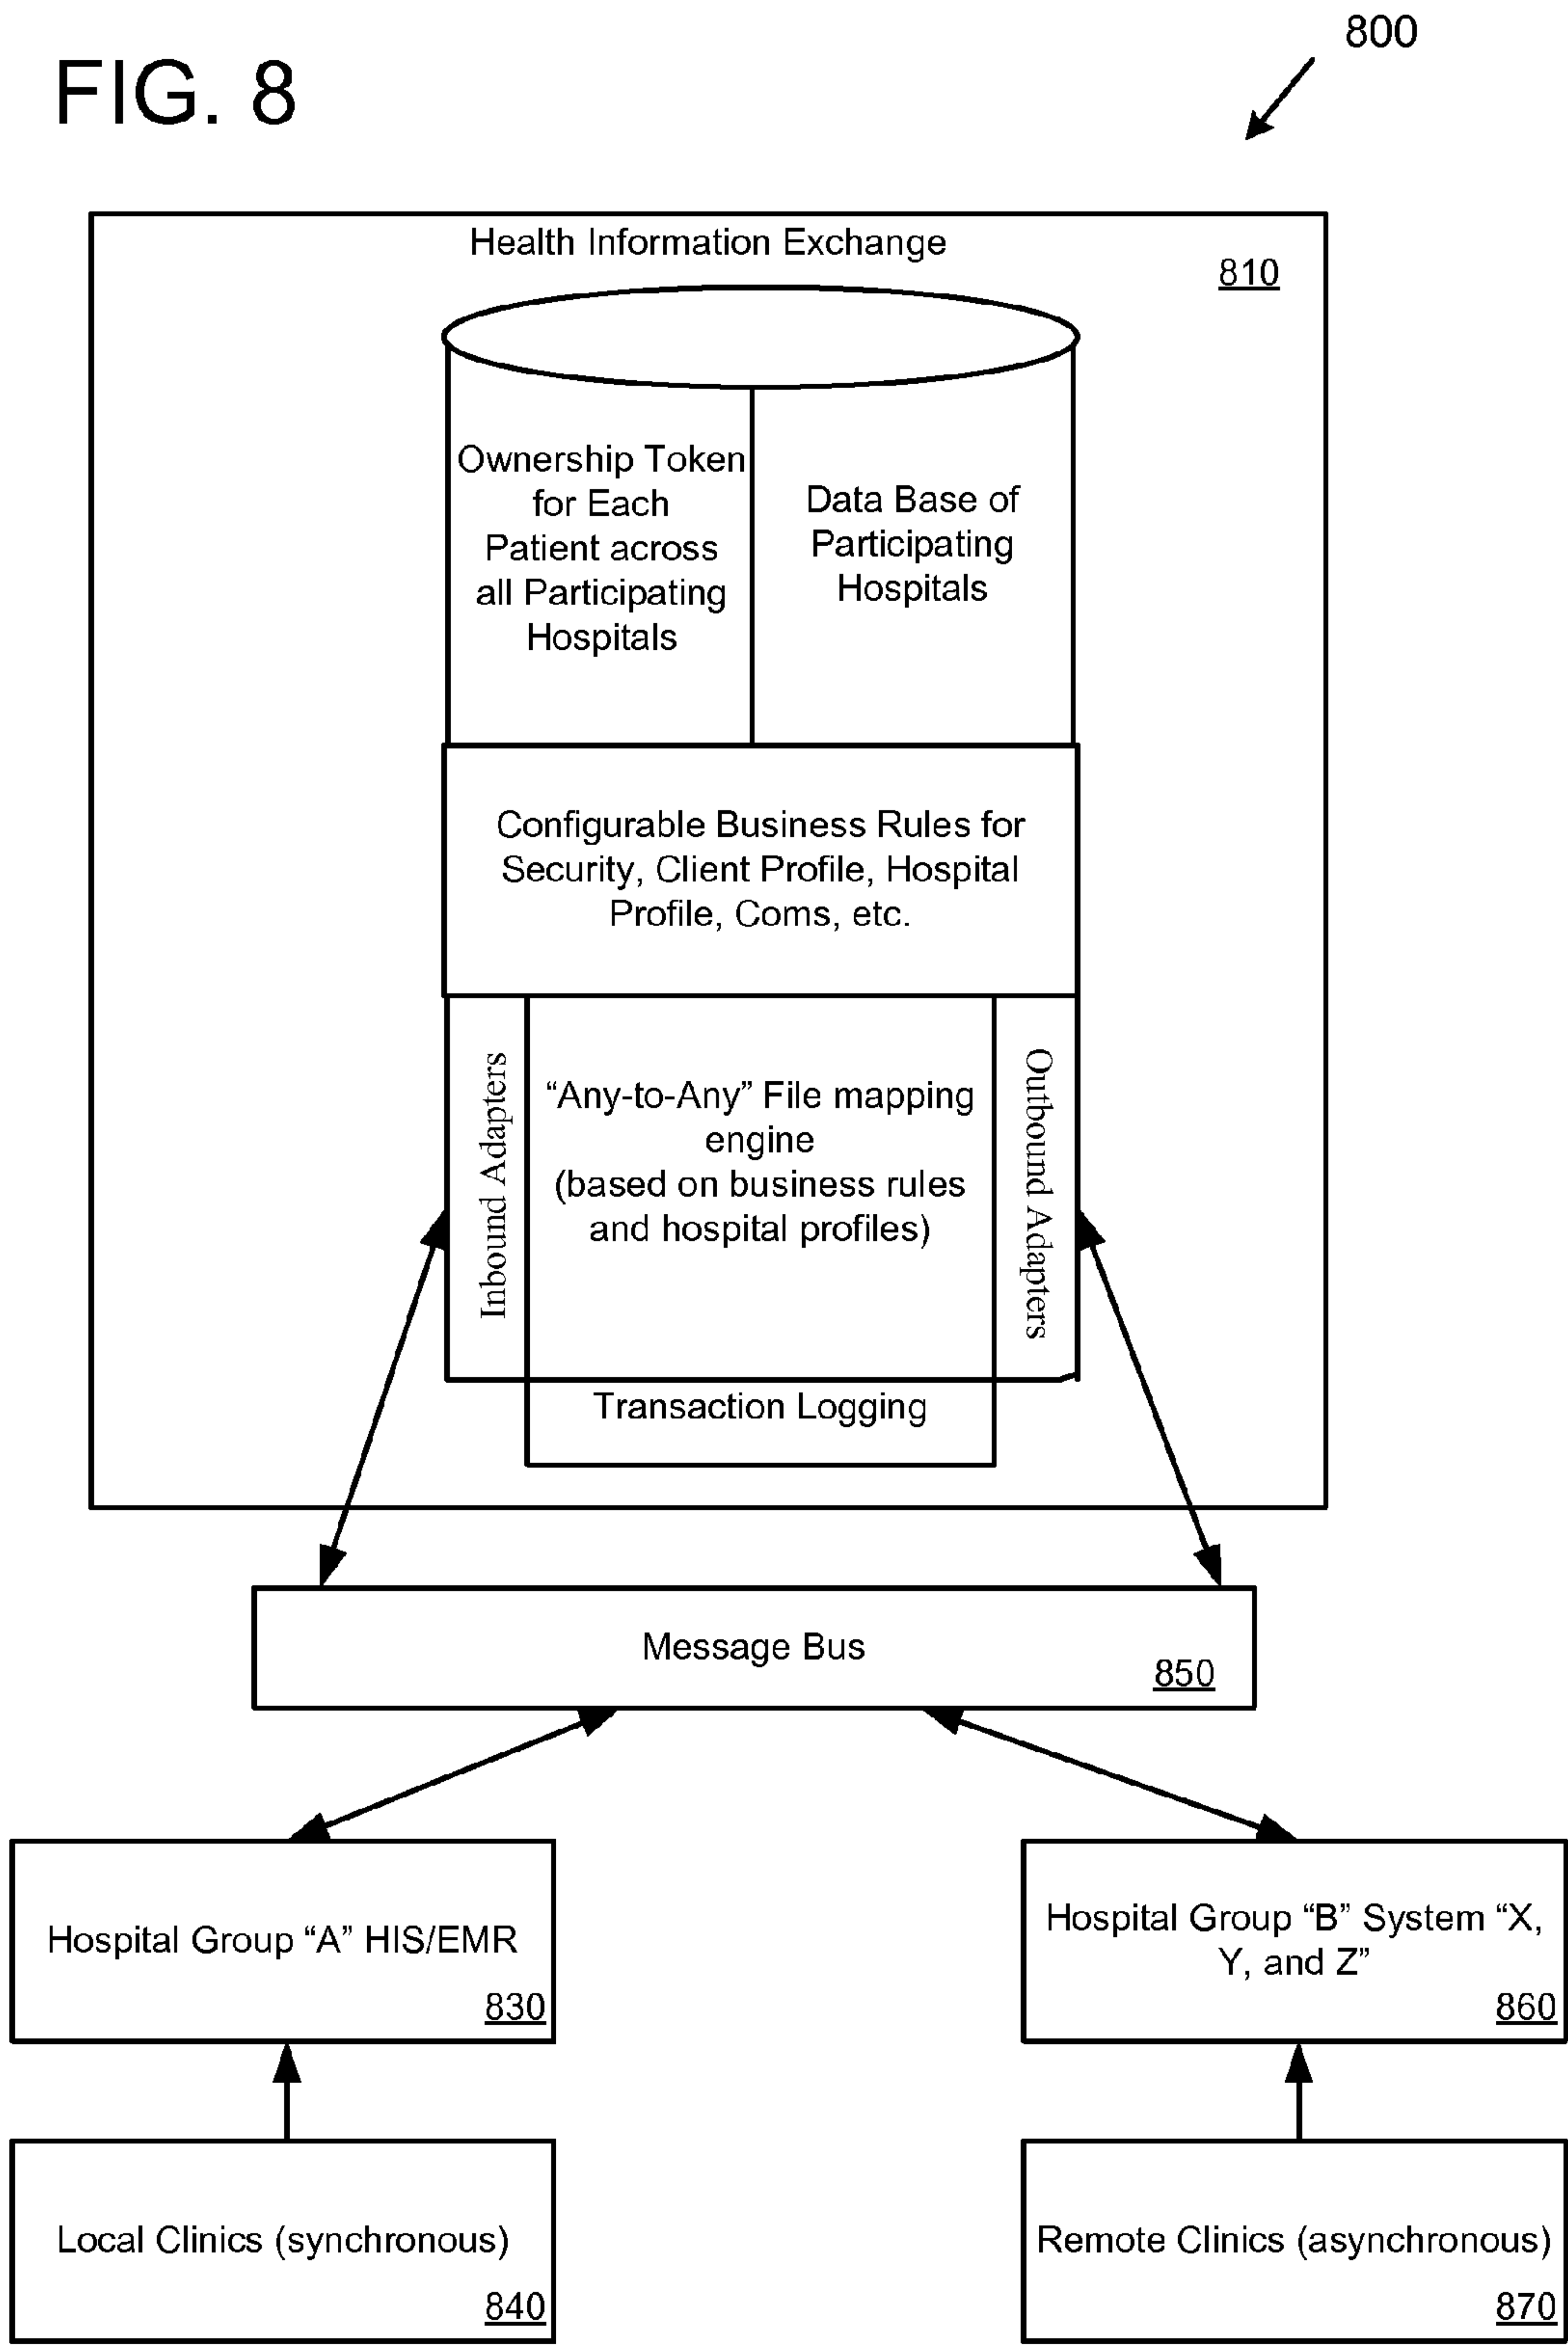 FIG. 8
800
Health Information Exchange
810
Ownership Token
for Each
Patient across
all Participating
Hospitals
Data Base of
Participating
Hospitals
Configurable Business Rules for
Security, Client Profile, Hospital
Profile, Coms, etc.
Inbound Adapters
“Any-to-Any” File mapping
engine
(based on business rules
and hospital profiles)
Outbound Adapters
Transaction Logging
Message Bus
850
Hospital Group “A” HIS/EMR
830
Hospital Group “B” System “X,
Y, and Z”
860
Local Clinics (synchronous)
840
Remote Clinics (asynchronous)
870